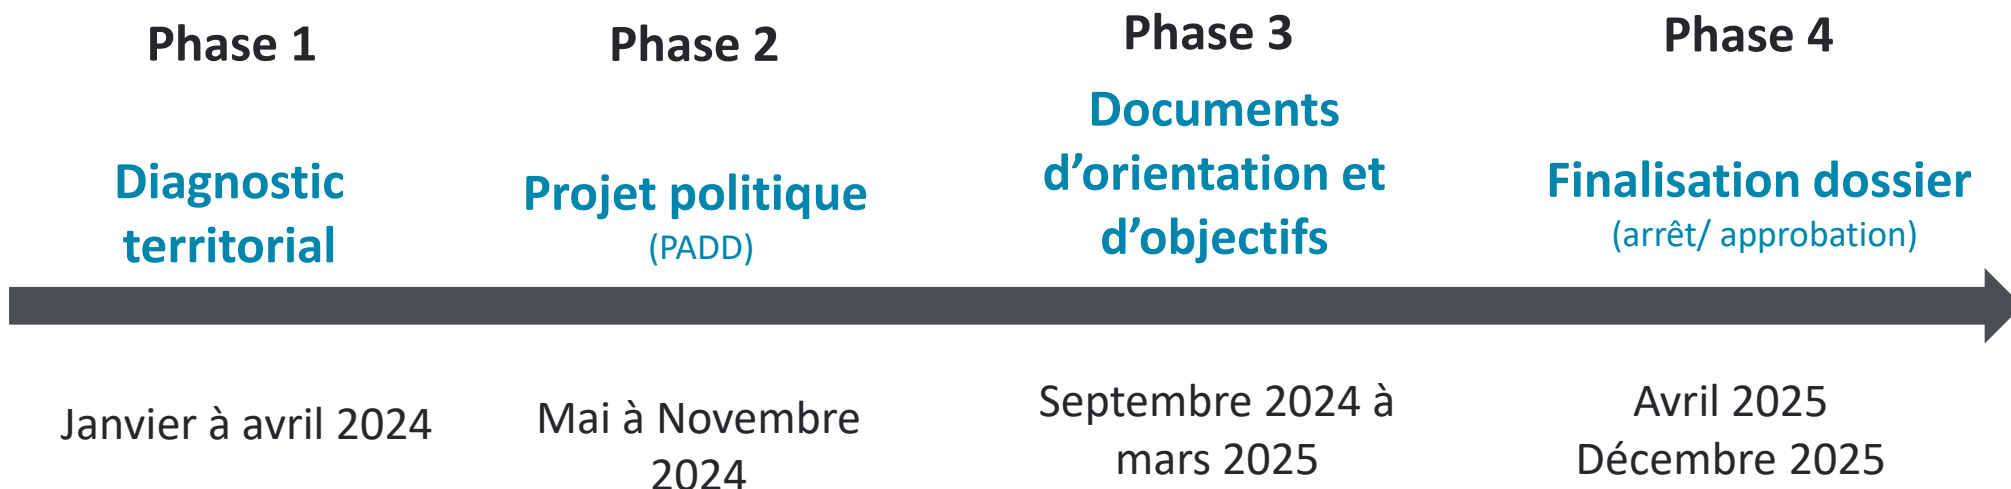 Phase 1
Diagnostic
territorial
Janvier à avril 2024
Phase 2
Projet politique
(PADD)
Mai à Novembre
2024
Phase 3
Documents
d’orientation et
d’objectifs
Septembre 2024 à
mars 2025
Phase 4
Finalisation dossier
(arrêt/ approbation)
Avril 2025
Décembre 2025